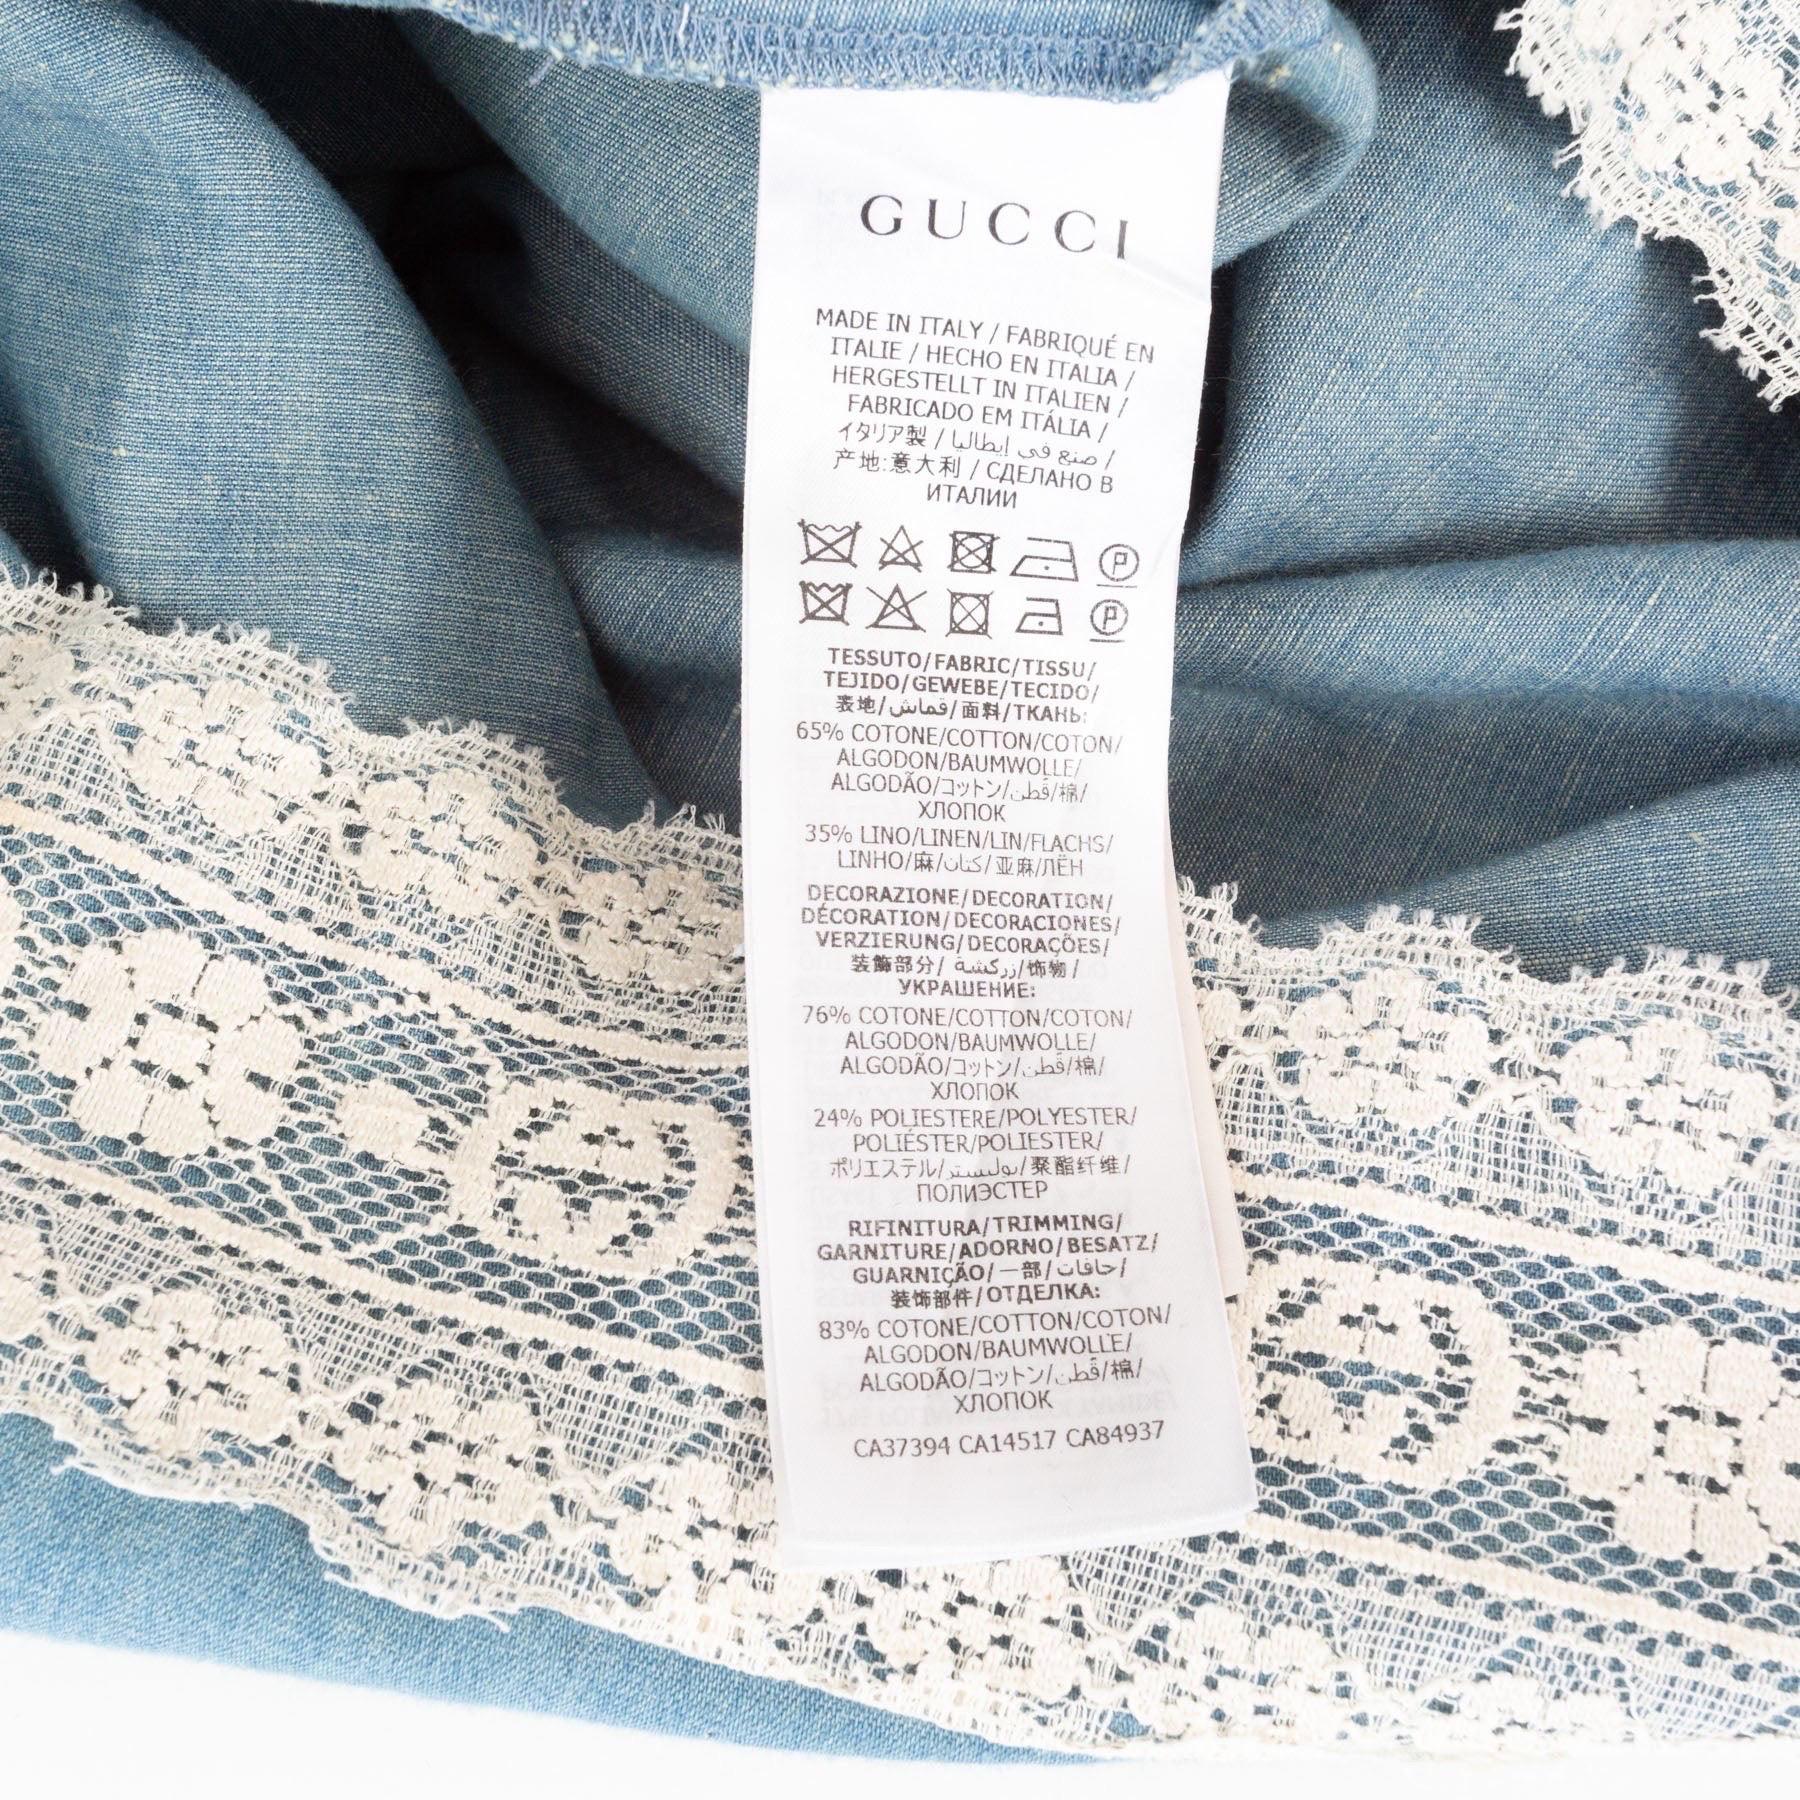 GUCCI
MADE IN ITALY / FABRIQUÉ EN
ITALIE / HECHO EN ITALIA /
HERGESTELLT IN ITALIEN /
FABRICADO EM ITÁLIA /
イタリア製 / صنع في إيطاليا /
产地:意大利 / СДЕЛАНО В
ИТАЛИИ
P
P
TESSUTO/FABRIC/TISSU/
TEJIDO/GEWEBE/TECIDO/
表地/قماش/面料/ТКАНЬ:
65% COTONE/COTTON/COTON/
ALGODON/BAUMWOLLE/
ALGODÃO/コットン/قطن/棉/
ХЛОПОК
35% LINO/LINEN/LIN/FLACHS/
LINHO/麻/كتان/亚麻/ЛЁН
DECORAZIONE/DECORATION/
DÉCORATION/DECORACIONES/
VERZIERUNG/DECORAÇÕES/
装飾部分/زركشة/饰物/
УКРАШЕНИЕ:
76% COTONE/COTTON/COTON/
ALGODON/BAUMWOLLE/
ALGODÃO/コットン/قطن/棉/
ХЛОПОК
24% POLIESTERE/POLYESTER/
POLIÉSTER/POLIESTER/
ポリエステル/بوليستر/聚酯纤维/
ПОЛИЭСТЕР
RIFINITURA/TRIMMING/
GARNITURE/ADORNO/BESATZ/
GUARNIÇÃO/一部/حافات/
装饰部件/ОТДЕЛКА:
83% COTONE/COTTON/COTON/
ALGODON/BAUMWOLLE/
ALGODÃO/コットン/قطن/棉/
ХЛОПОК
CA37394 CA14517 CA84937